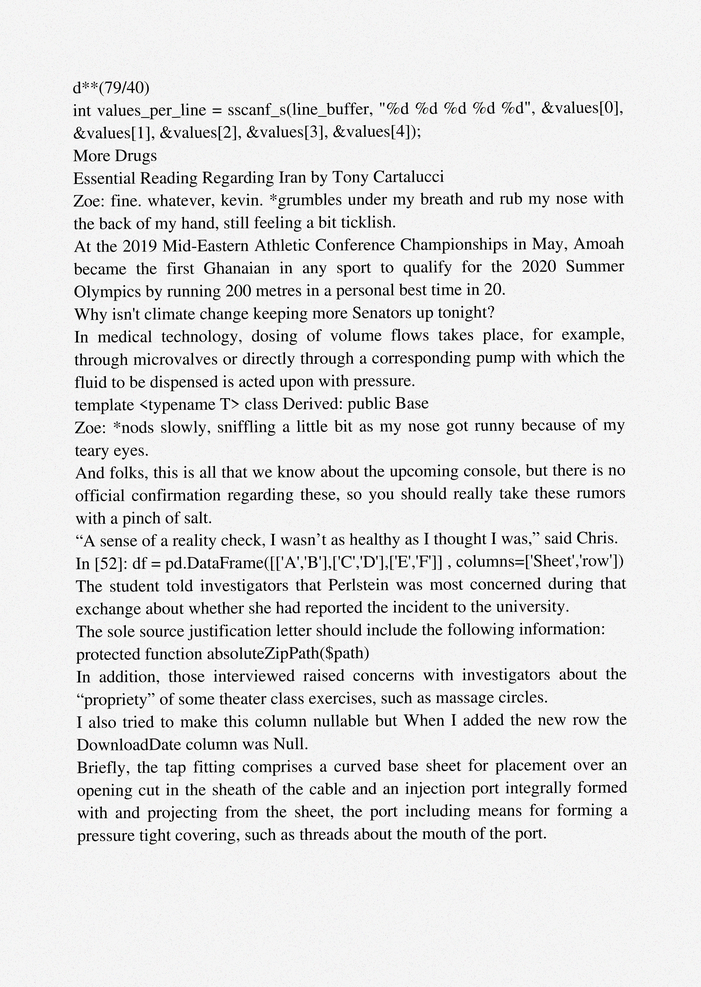 d**(79/40)
int values_per_line = sscanf_s(line_buffer, "%d %d %d %d %d", &values[0],
&values[1], &values[2], &values[3], &values[4]);
More Drugs
Essential Reading Regarding Iran by Tony Cartalucci
Zoe: fine. whatever, kevin. *grumbles under my breath and rub my nose with
the back of my hand, still feeling a bit ticklish.
At the 2019 Mid-Eastern Athletic Conference Championships in May, Amoah
became the first Ghanaian in any sport to qualify for the 2020 Summer
Olympics by running 200 metres in a personal best time in 20.
Why isn't climate change keeping more Senators up tonight?
In medical technology, dosing of volume flows takes place, for example,
through microvalves or directly through a corresponding pump with which the
fluid to be dispensed is acted upon with pressure.
template <typename T> class Derived: public Base
Zoe: *nods slowly, sniffling a little bit as my nose got runny because of my
teary eyes.
And folks, this is all that we know about the upcoming console, but there is no
official confirmation regarding these, so you should really take these rumors
with a pinch of salt.
“A sense of a reality check, I wasn’t as healthy as I thought I was,” said Chris.
In [52]: df = pd.DataFrame([['A','B'],['C','D'],['E','F']] , columns=['Sheet','row'])
The student told investigators that Perlstein was most concerned during that
exchange about whether she had reported the incident to the university.
The sole source justification letter should include the following information:
protected function absoluteZipPath($path)
In addition, those interviewed raised concerns with investigators about the
“propriety” of some theater class exercises, such as massage circles.
I also tried to make this column nullable but When I added the new row the
DownloadDate column was Null.
Briefly, the tap fitting comprises a curved base sheet for placement over an
opening cut in the sheath of the cable and an injection port integrally formed
with and projecting from the sheet, the port including means for forming a
pressure tight covering, such as threads about the mouth of the port.